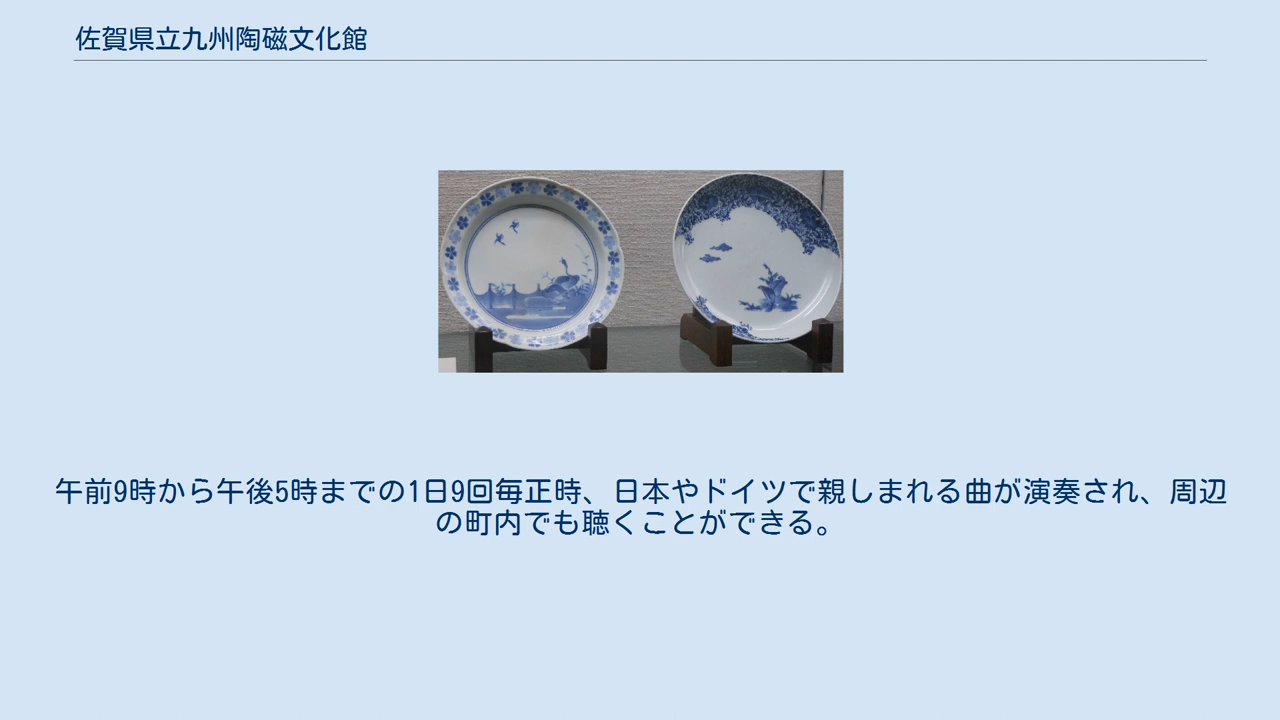 佐賀県立九州陶磁文化館
午前9時から午後5時までの1日9回毎正時、日本やドイツで親しまれる曲が演奏され、周辺
の町内でも聴くことができる。